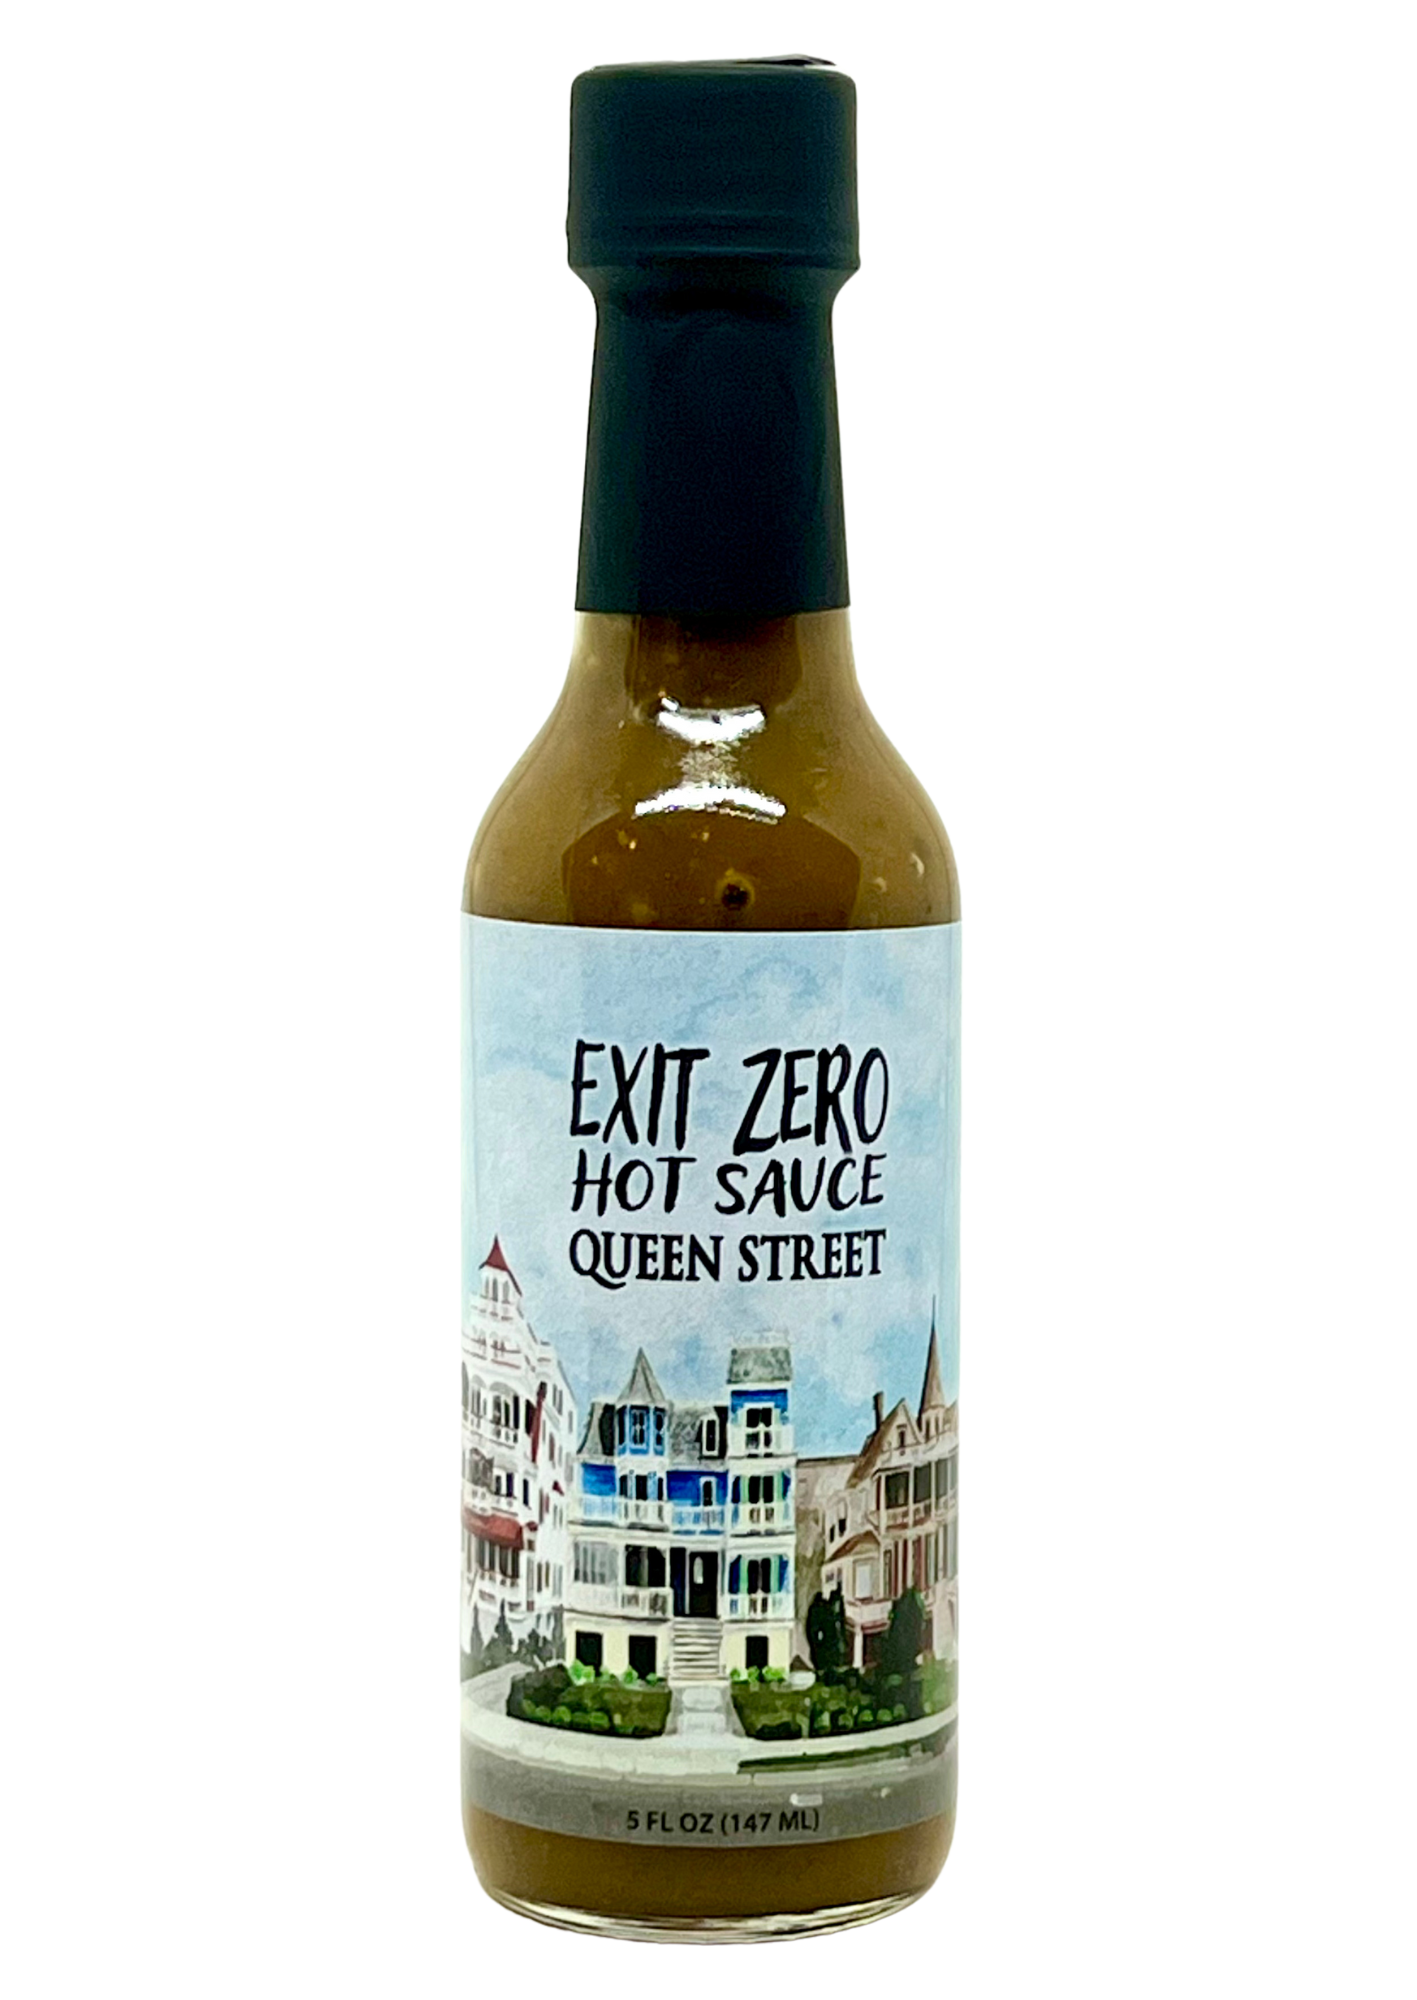 EXIT ZERO
HOT SAUCE
QUEEN STREET
5 FL OZ (147 ML)